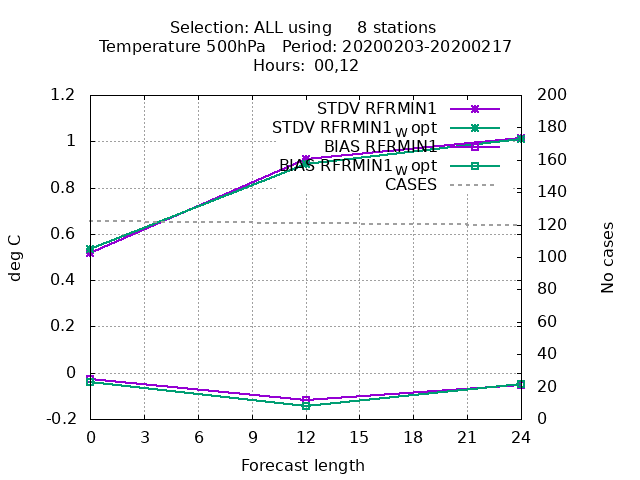 Selection: ALL using     8 stations
Temperature 500hPa   Period: 20200203-20200217
Hours:  00,12
STDV RFRMIN1
STDV RFRMIN1_W opt
BIAS RFRMIN1
BIAS RFRMIN1_W opt
CASES
1.2
1
0.8
0.6
0.4
0.2
0
-0.2
deg C
200
180
160
140
120
100
80
60
40
20
0
No cases
0 3 6 9 12 15 18 21 24
Forecast length